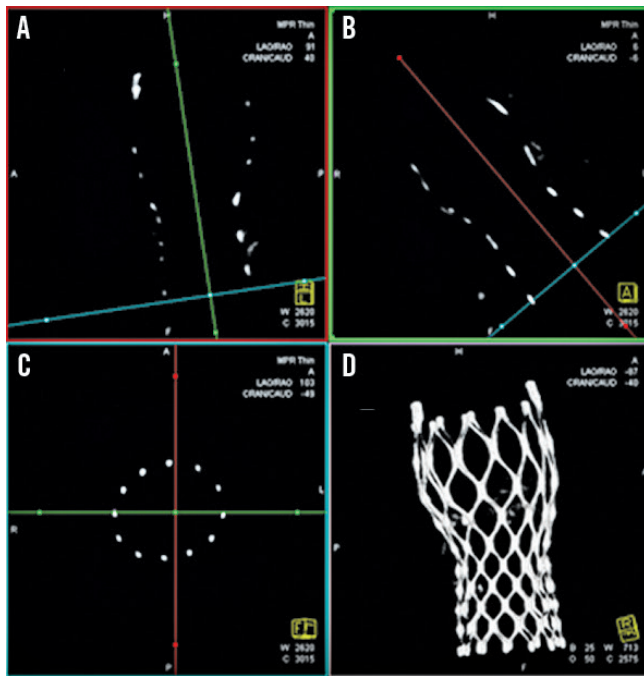 A
H
MPR Thin
A
LAO/RAO 91
CRAN/CAUD 40
A
P
F
W 2620
C 3015
B
H
MPR Thin
A
LAO/RAO 6
CRAN/CAUD -6
R
A
F
W 2620
C 3015
C
A
MPR Thin
A
LAO/RAO 103
CRAN/CAUD -49
R
L
P
W 2620
C 3015
D
H
A
LAO/RAO -87
CRAN/CAUD -40
P
A
R
F
B 25 W 713
O 50 C 2575